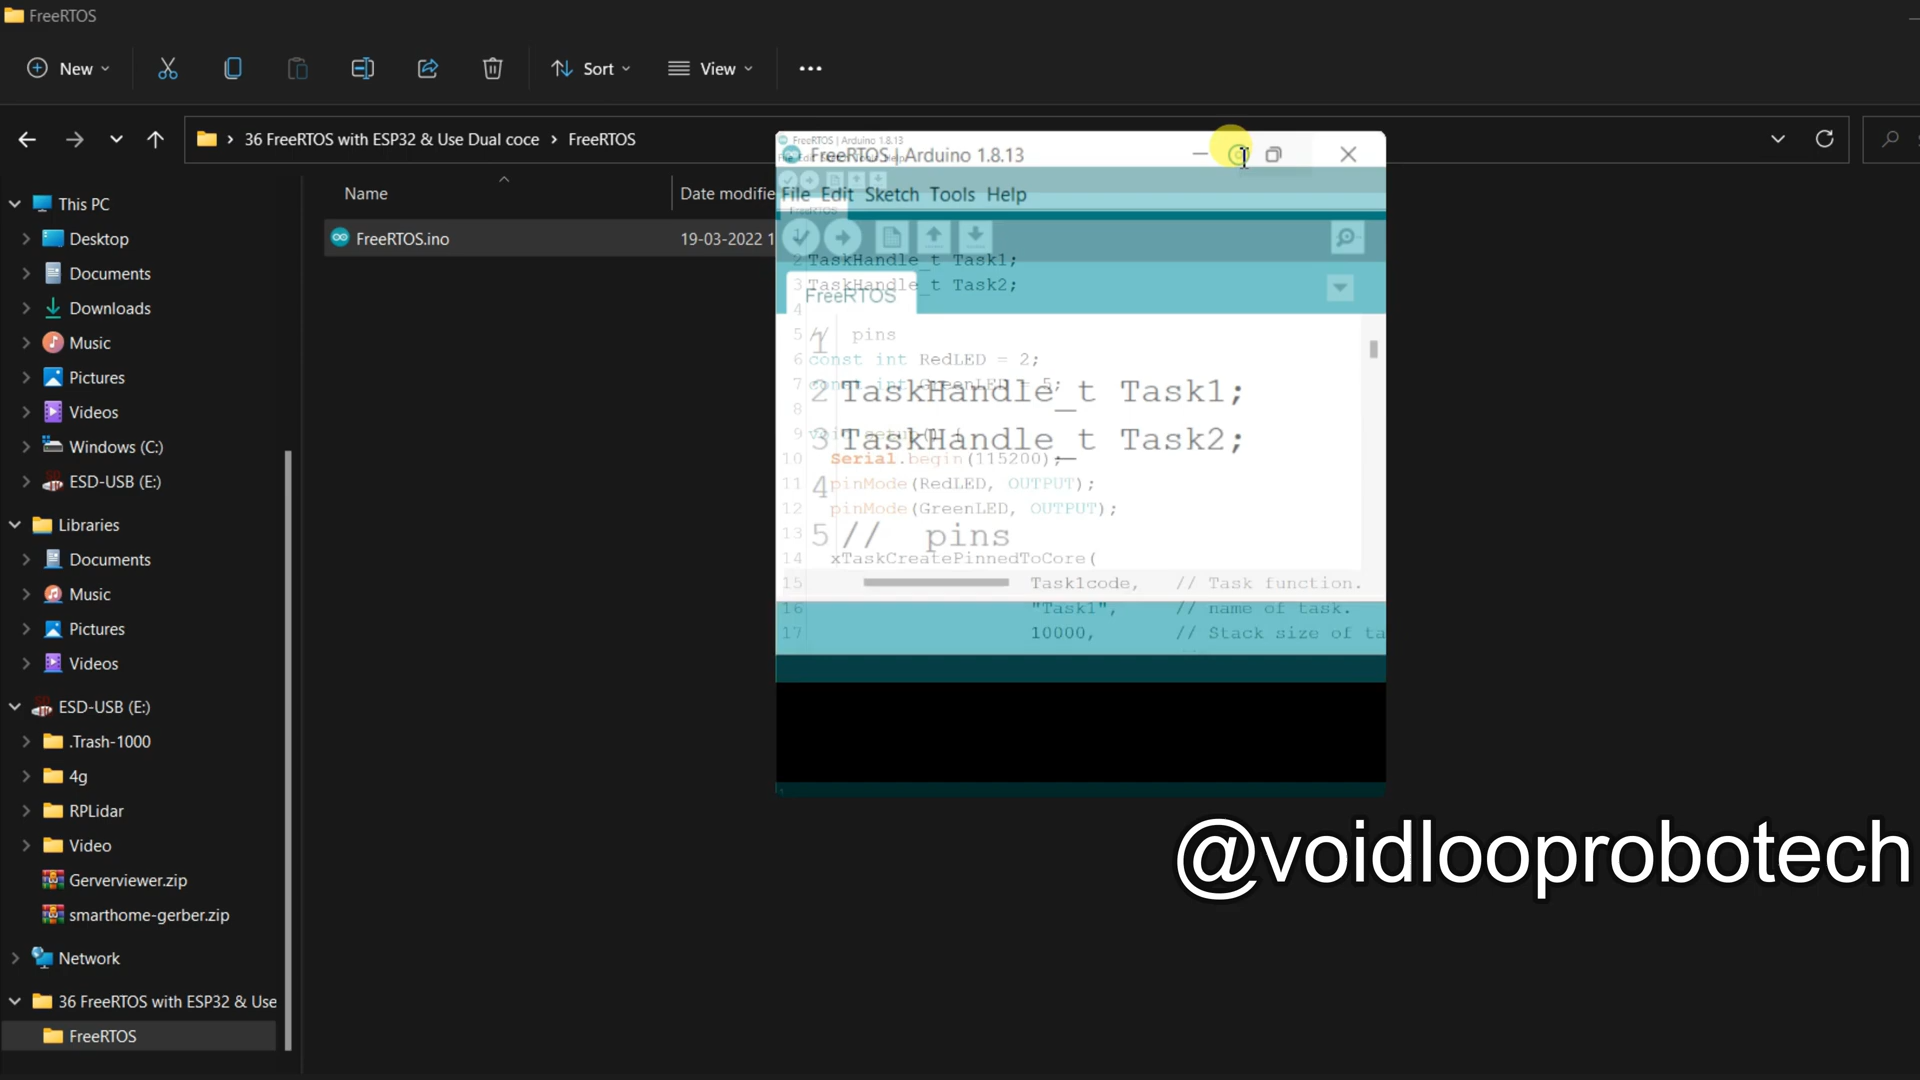 FreeRTOS
New
Sort
View
36 FreeRTOS with ESP32 & Use Dual coce
FreeRTOS
Name
Date modifie
FreeRTOS.ino
19-03-2022 1
This PC
Desktop
Documents
Downloads
Music
Pictures
Videos
Windows (C:)
ESD-USB (E:)
Libraries
Documents
Music
Pictures
Videos
ESD-USB (E:)
.Trash-1000
4g
RPLidar
Video
Gerverviewer.zip
smarthome-gerber.zip
Network
36 FreeRTOS with ESP32 & Use
FreeRTOS
FreeRTOS | Arduino 1.8.13
FreeRTOS | Arduino 1.8.13
File Edit Sketch Tools Help
FreeRTOS
1
2 TaskHandle_t Task1;
3 TaskHandle_t Task2;
4
5 // pins
2 TaskHandle_t Task1;
3 TaskHandle_t Task2;
4
5 // pins
6 const int RedLED = 2;
7 const int GreenLED = 5;
8
9 void setup() {
10 Serial.begin(115200);
11 pinMode(RedLED, OUTPUT);
12 pinMode(GreenLED, OUTPUT);
13
14 xTaskCreatePinnedToCore(
15 Task1code, // Task function.
16 "Task1", // name of task.
17 10000, // Stack size of ta
@voidlooprobotech